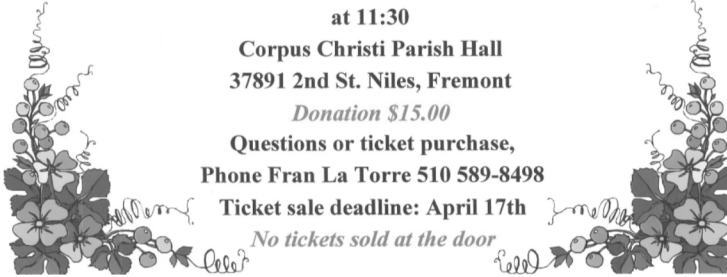 at 11:30
Corpus Christi Parish Hall
37891 2nd St. Niles, Fremont
Donation $15.00
Questions or ticket purchase,
Phone Fran La Torre 510 589-8498
Ticket sale deadline: April 17th
No tickets sold at the door